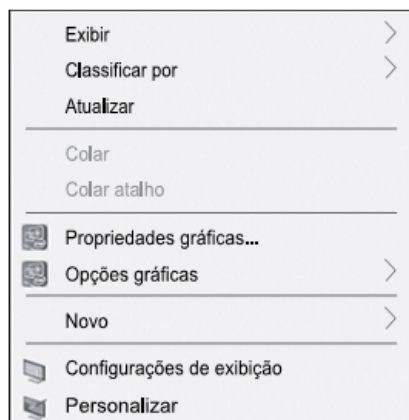 Exibir
Classificar por
Atualizar
Colar
Colar atalho
Propriedades gráficas...
Opções gráficas
Novo
Configurações de exibição
Personalizar